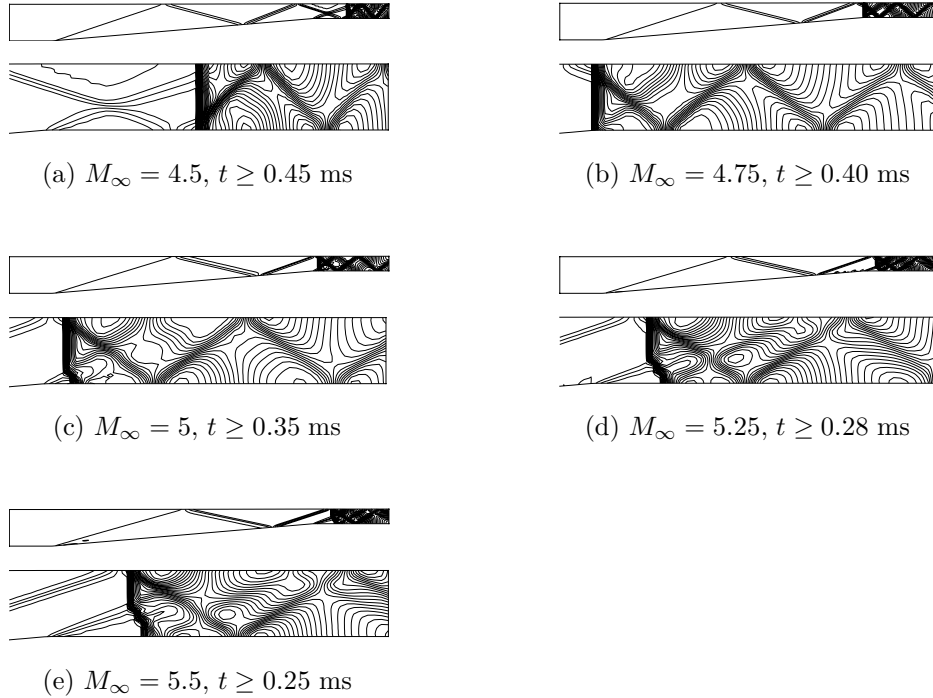 (a) M∞ = 4.5, t ≥ 0.45 ms
(b) M∞ = 4.75, t ≥ 0.40 ms
(c) M∞ = 5, t ≥ 0.35 ms
(d) M∞ = 5.25, t ≥ 0.28 ms
(e) M∞ = 5.5, t ≥ 0.25 ms